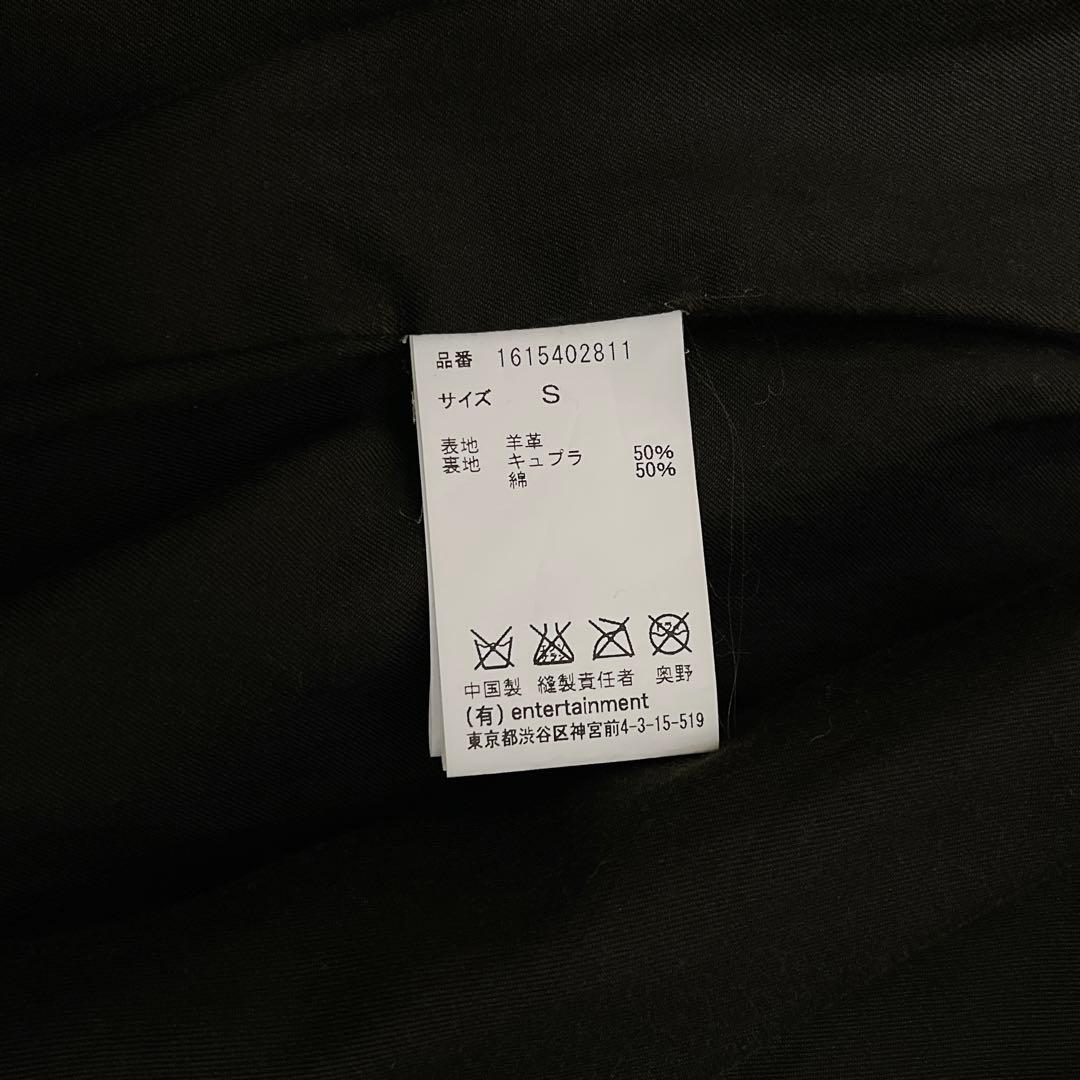 品番 1615402811
サイズ S
表地 羊革
裏地 キュプラ 50%
綿 50%
中国製 縫製責任者 奥野
(有) entertainment
東京都渋谷区神宮前4-3-15-519